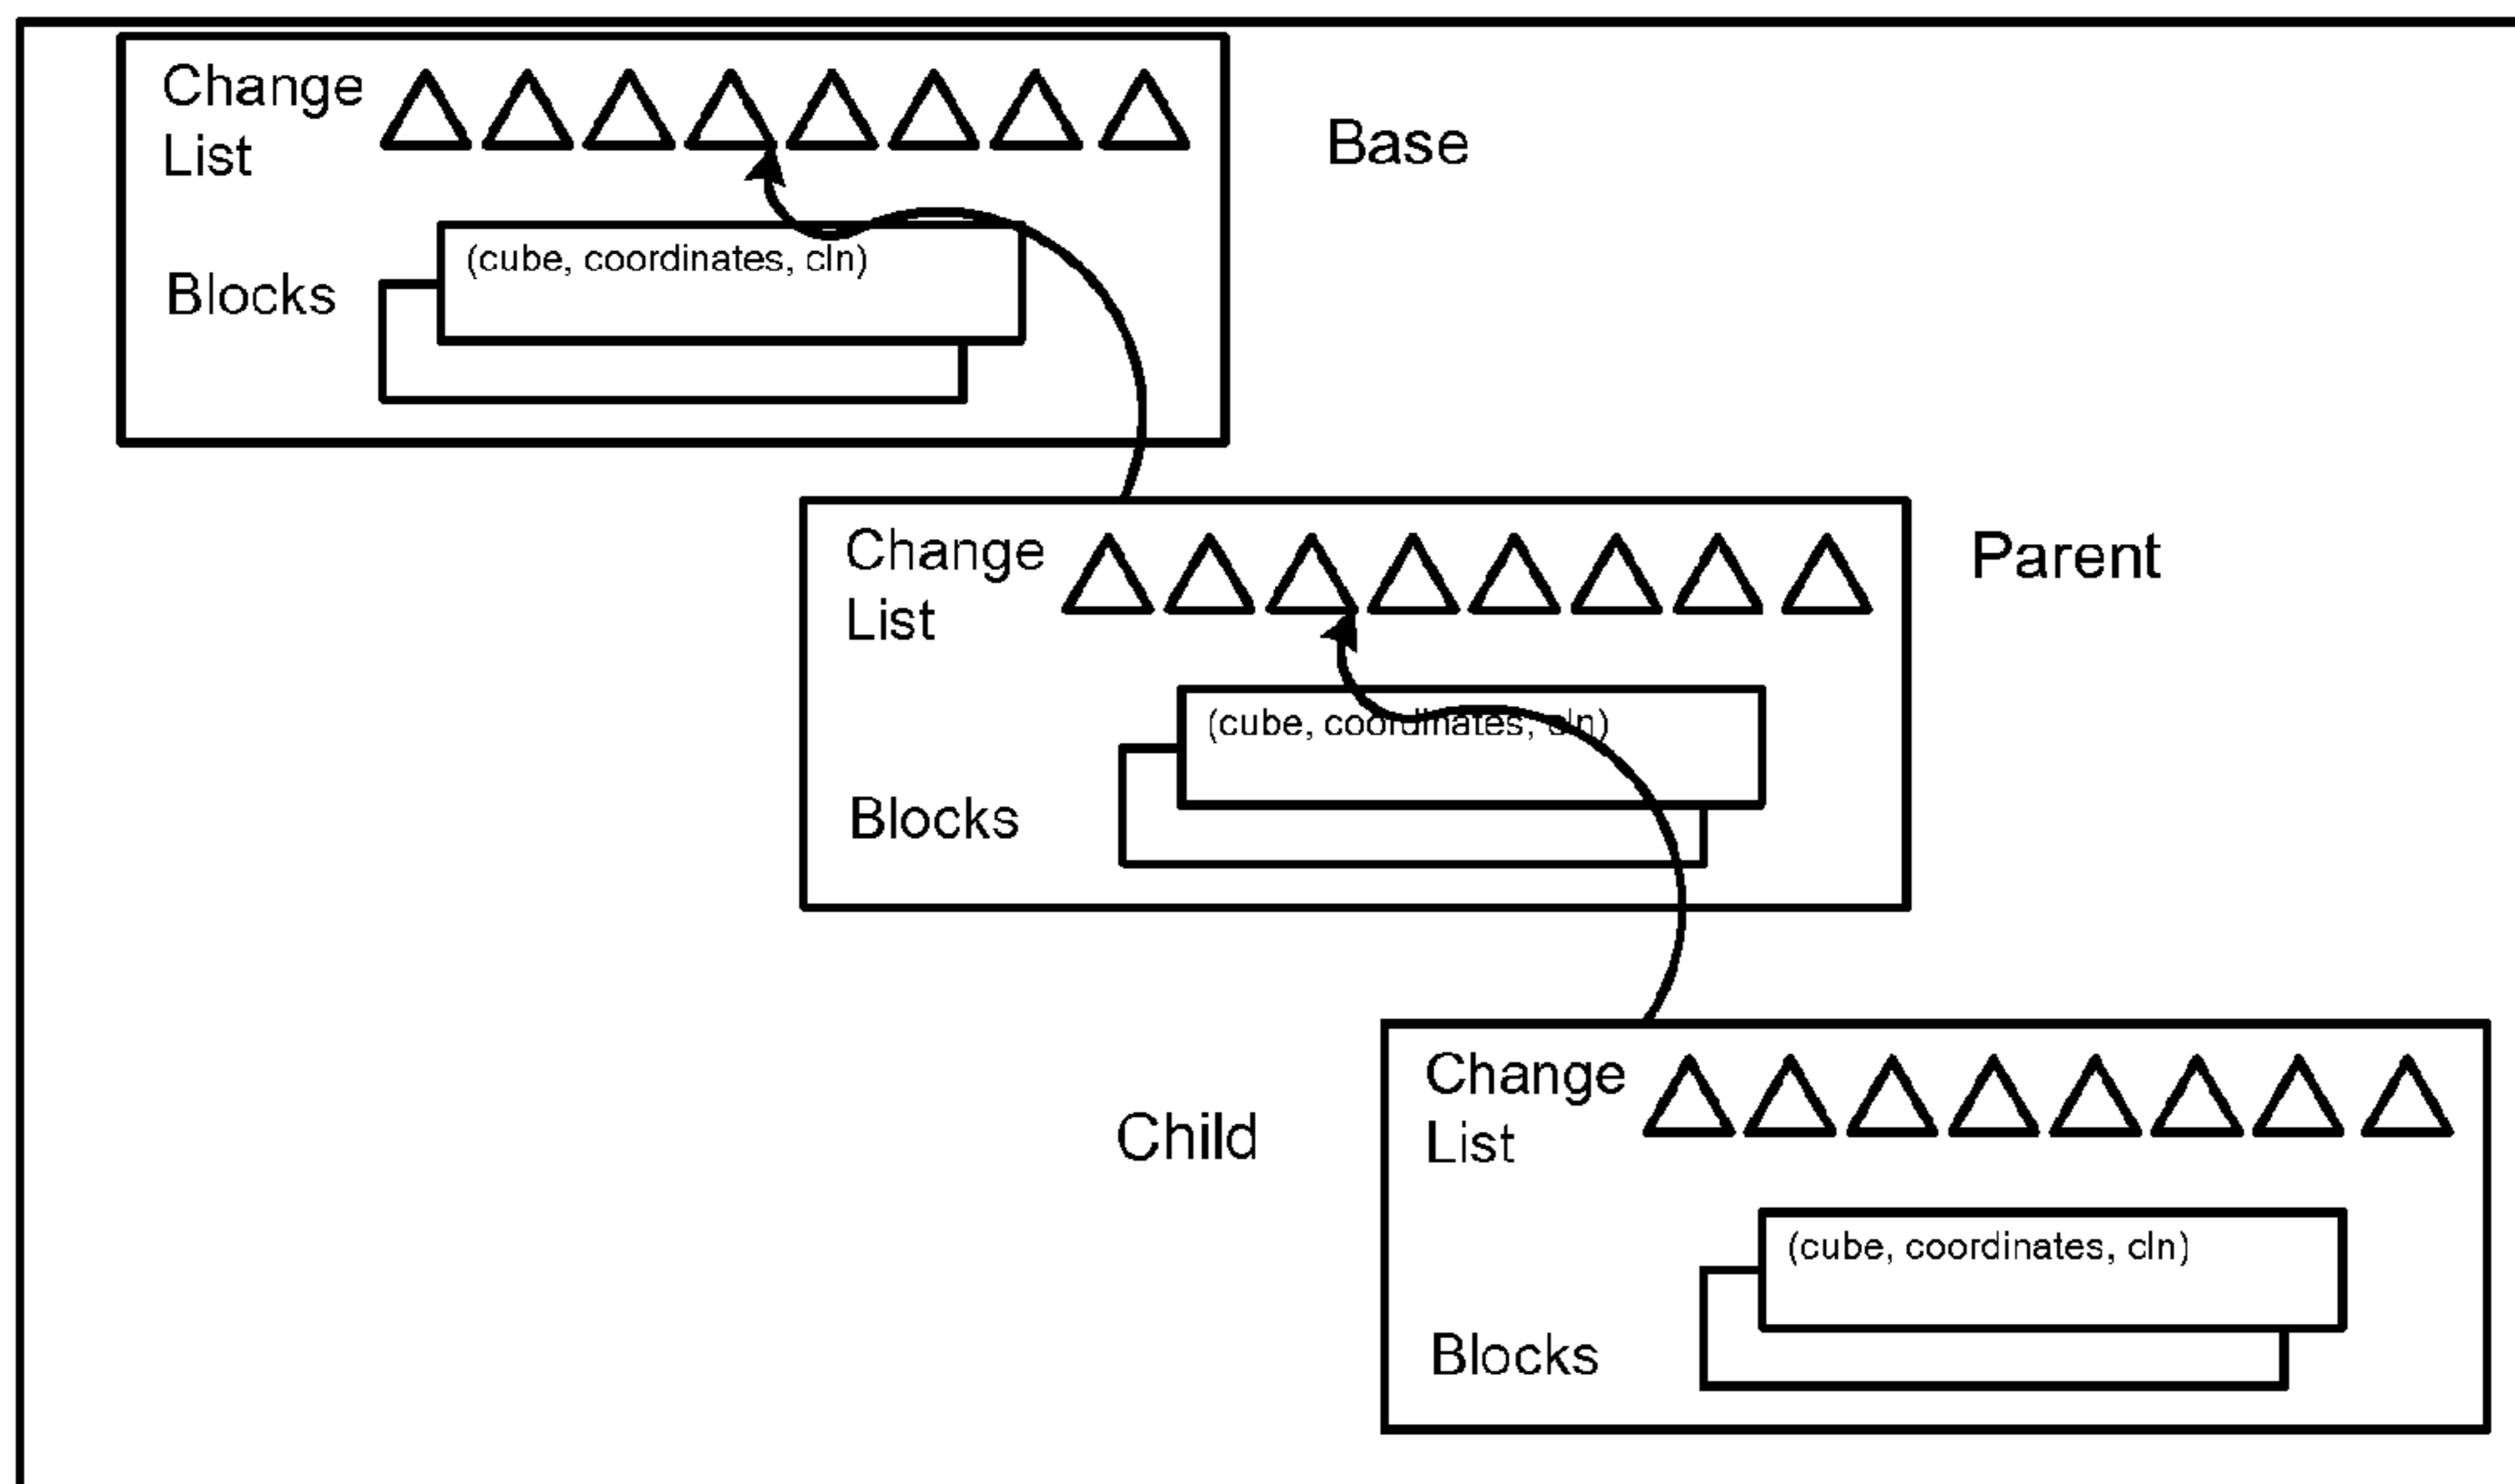 Change
List
Base
(cube, coordinates, cln)
Blocks
Change
List
Parent
(cube, coordinates, cln)
Blocks
Change
List
Child
(cube, coordinates, cln)
Blocks